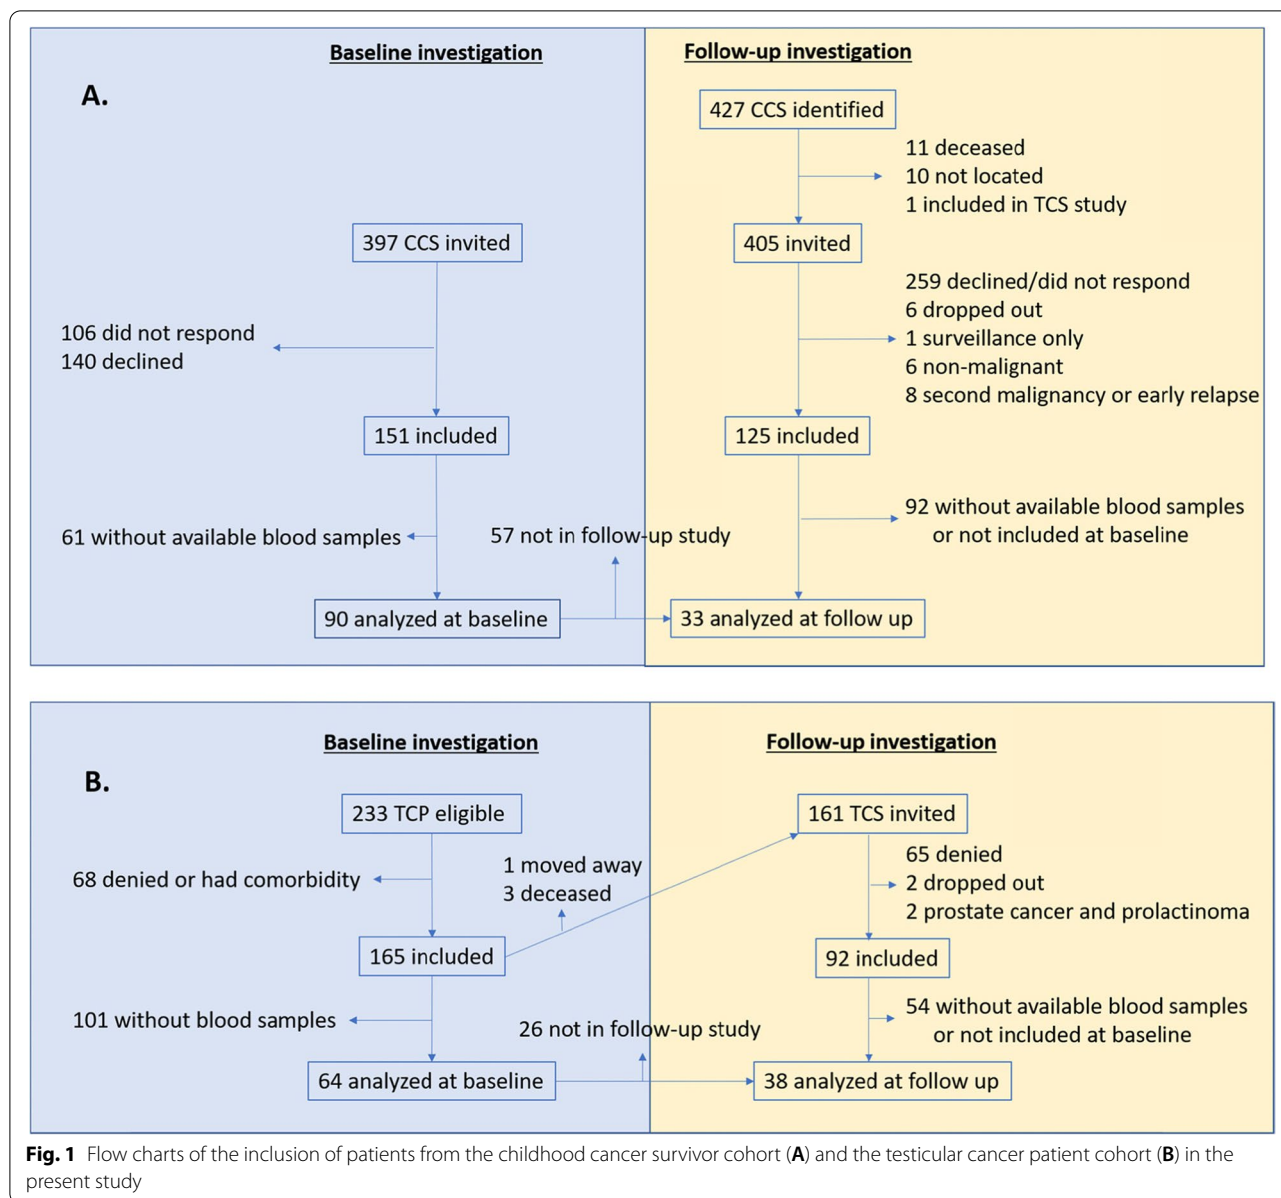 Baseline investigation
Follow-up investigation
A.
427 CCS identified
11 deceased
10 not located
1 included in TCS study
397 CCS invited
405 invited
106 did not respond
140 declined
259 declined/did not respond
6 dropped out
1 surveillance only
6 non-malignant
8 second malignancy or early relapse
151 included
125 included
61 without available blood samples
57 not in follow-up study
92 without available blood samples
or not included at baseline
90 analyzed at baseline
33 analyzed at follow up
Baseline investigation
Follow-up investigation
B.
233 TCP eligible
161 TCS invited
68 denied or had comorbidity
1 moved away
3 deceased
65 denied
2 dropped out
2 prostate cancer and prolactinoma
165 included
92 included
101 without blood samples
26 not in follow-up study
54 without available blood samples
or not included at baseline
64 analyzed at baseline
38 analyzed at follow up
Fig. 1 Flow charts of the inclusion of patients from the childhood cancer survivor cohort (A) and the testicular cancer patient cohort (B) in the
present study